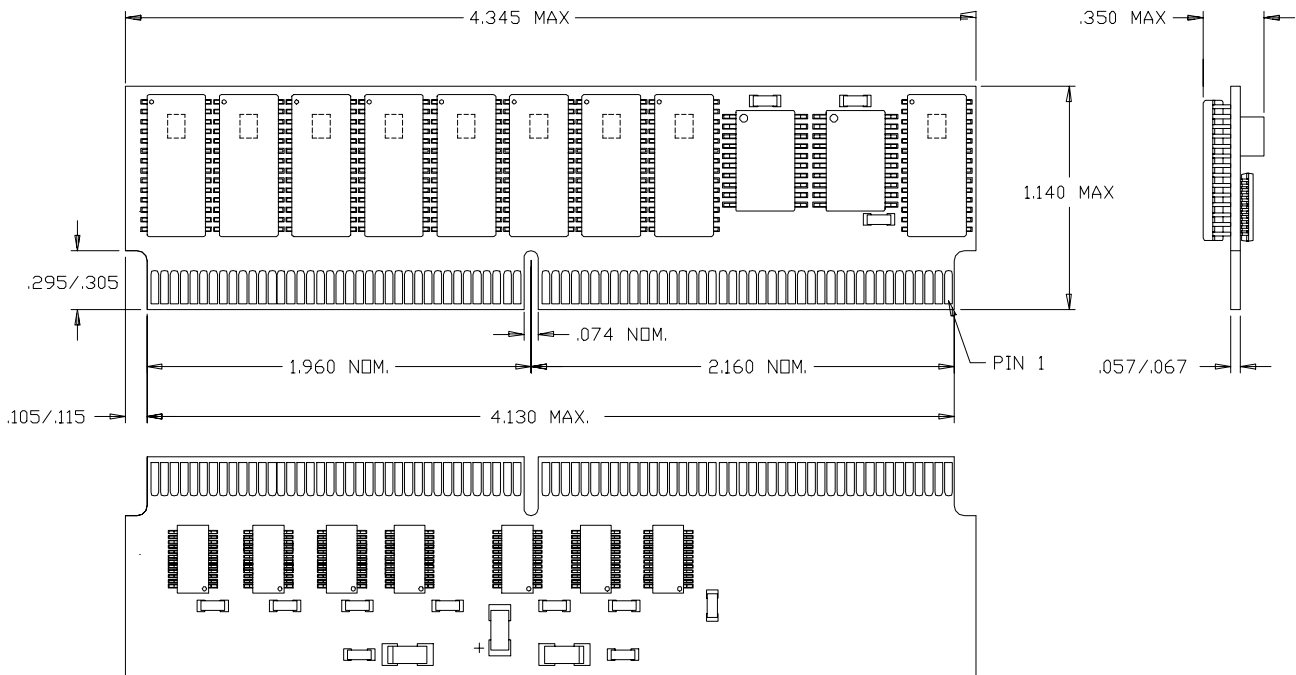 4.345 MAX
.350 MAX
1.140 MAX
.295/.305
.074 NOM.
1.960 NOM.
2.160 NOM.
PIN 1
.057/.067
.105/.115
4.130 MAX.
+